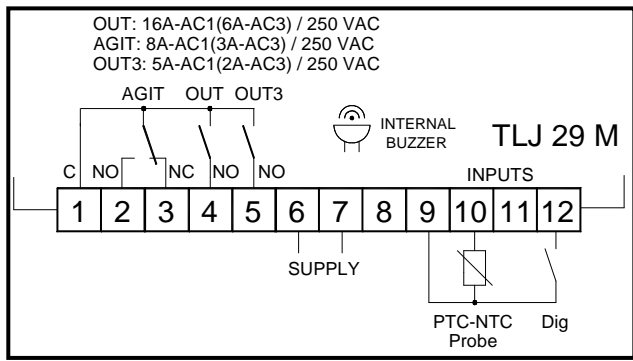 OUT: 16A-AC1(6A-AC3) / 250 VAC
AGIT: 8A-AC1(3A-AC3) / 250 VAC
OUT3: 5A-AC1(2A-AC3) / 250 VAC
AGIT OUT OUT3
INTERNAL
BUZZER
TLJ 29 M
C NO NC NO NO INPUTS
1 2 3 4 5 6 7 8 9 10 11 12
SUPPLY
PTC-NTC
Probe
Dig